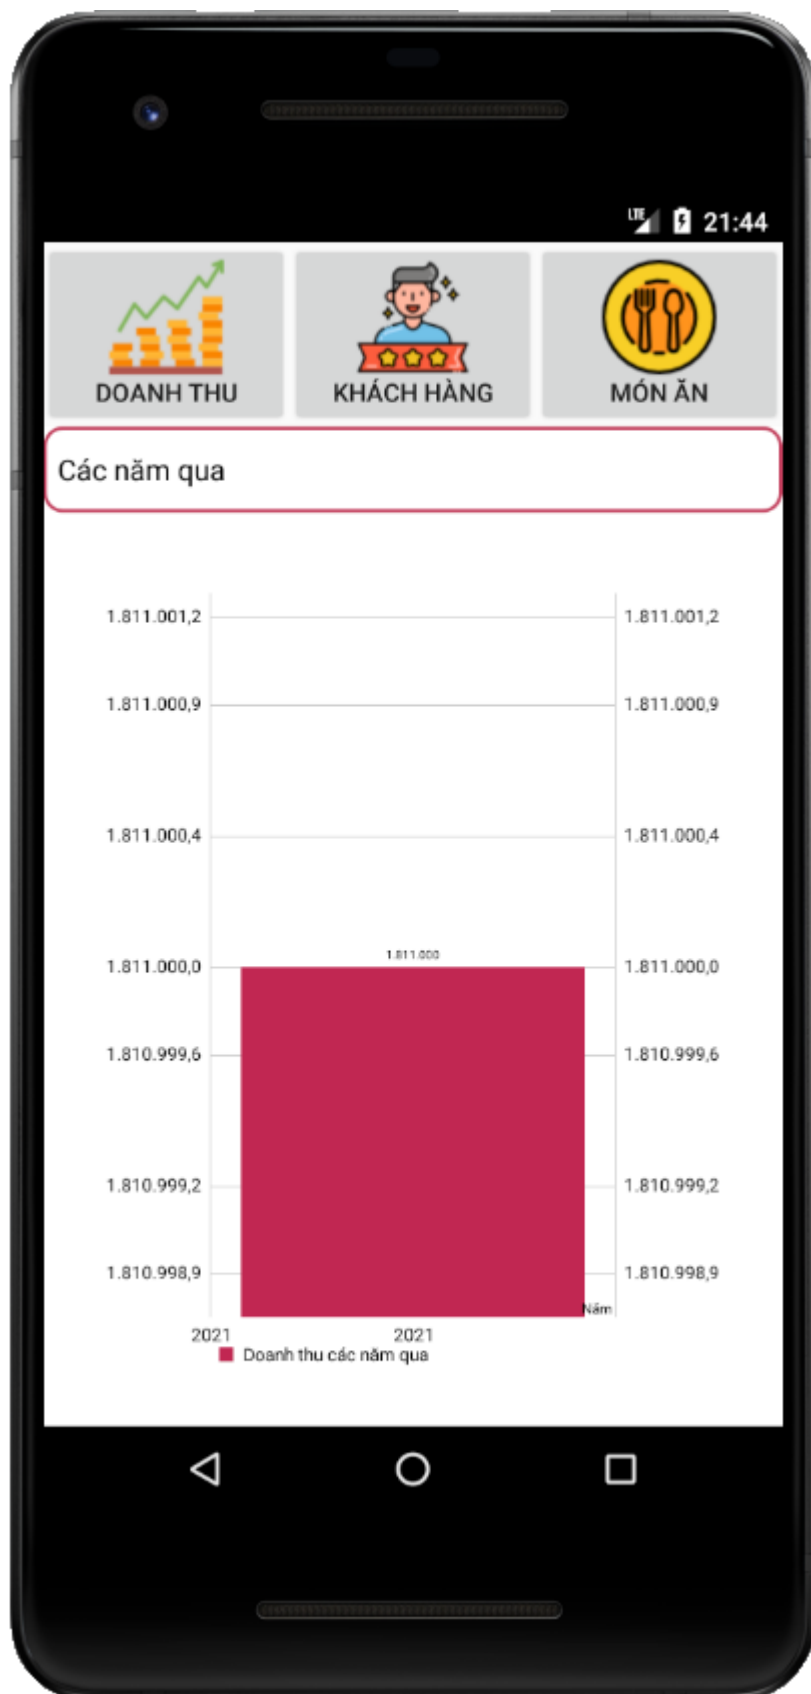 LTE 21:44
DOANH THU KHÁCH HÀNG MÓN ĂN
Các năm qua
1.811.001,2 1.811.001,2
1.811.000,9 1.811.000,9
1.811.000,4 1.811.000,4
1.811.000
1.811.000,0 1.811.000,0
1.810.999,6 1.810.999,6
1.810.999,2 1.810.999,2
1.810.998,9 1.810.998,9
Năm
2021 2021
Doanh thu các năm qua